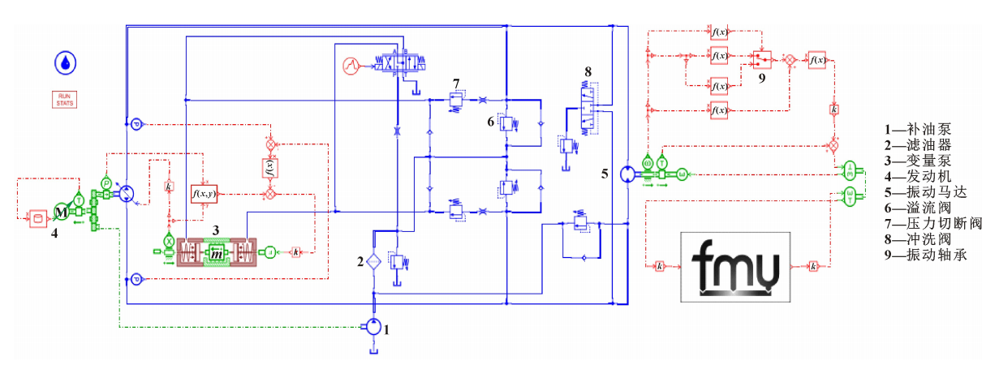 RUN
STATS
A B
P T
7
6
8
P
P
P
k
f(x)
f(x,y)
x
y
M
T
4
X
3
m
k
2
1
P
f(x)
f(x)
f(x)
f(x)
f(x)
9
k
5
ω
T
ω
k
fmu
k
1—补油泵
2—滤油器
3—变量泵
4—发动机
5—振动马达
6—溢流阀
7—压力切断阀
8—冲洗阀
9—振动轴承